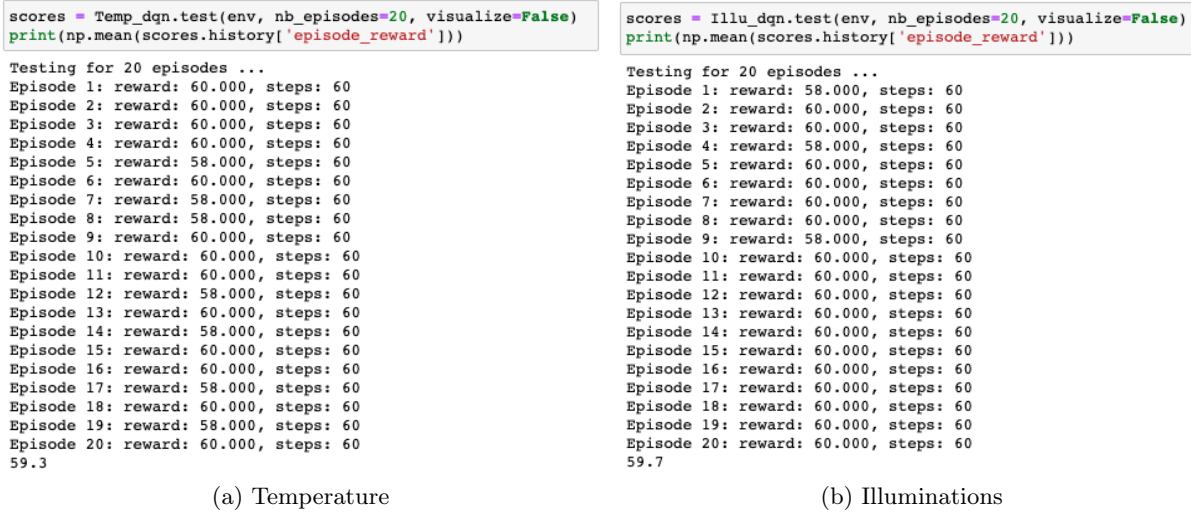 scores = Temp_dqn.test(env, nb_episodes=20, visualize=False)
print(np.mean(scores.history['episode_reward']))
Testing for 20 episodes ...
Episode 1: reward: 60.000, steps: 60
Episode 2: reward: 60.000, steps: 60
Episode 3: reward: 60.000, steps: 60
Episode 4: reward: 60.000, steps: 60
Episode 5: reward: 58.000, steps: 60
Episode 6: reward: 60.000, steps: 60
Episode 7: reward: 58.000, steps: 60
Episode 8: reward: 58.000, steps: 60
Episode 9: reward: 60.000, steps: 60
Episode 10: reward: 60.000, steps: 60
Episode 11: reward: 60.000, steps: 60
Episode 12: reward: 58.000, steps: 60
Episode 13: reward: 60.000, steps: 60
Episode 14: reward: 58.000, steps: 60
Episode 15: reward: 60.000, steps: 60
Episode 16: reward: 60.000, steps: 60
Episode 17: reward: 58.000, steps: 60
Episode 18: reward: 60.000, steps: 60
Episode 19: reward: 58.000, steps: 60
Episode 20: reward: 60.000, steps: 60
59.3
(a) Temperature
scores = Illu_dqn.test(env, nb_episodes=20, visualize=False)
print(np.mean(scores.history['episode_reward']))
Testing for 20 episodes ...
Episode 1: reward: 58.000, steps: 60
Episode 2: reward: 60.000, steps: 60
Episode 3: reward: 60.000, steps: 60
Episode 4: reward: 58.000, steps: 60
Episode 5: reward: 60.000, steps: 60
Episode 6: reward: 60.000, steps: 60
Episode 7: reward: 60.000, steps: 60
Episode 8: reward: 60.000, steps: 60
Episode 9: reward: 58.000, steps: 60
Episode 10: reward: 60.000, steps: 60
Episode 11: reward: 60.000, steps: 60
Episode 12: reward: 60.000, steps: 60
Episode 13: reward: 60.000, steps: 60
Episode 14: reward: 60.000, steps: 60
Episode 15: reward: 60.000, steps: 60
Episode 16: reward: 60.000, steps: 60
Episode 17: reward: 60.000, steps: 60
Episode 18: reward: 60.000, steps: 60
Episode 19: reward: 60.000, steps: 60
Episode 20: reward: 60.000, steps: 60
59.7
(b) Illuminations